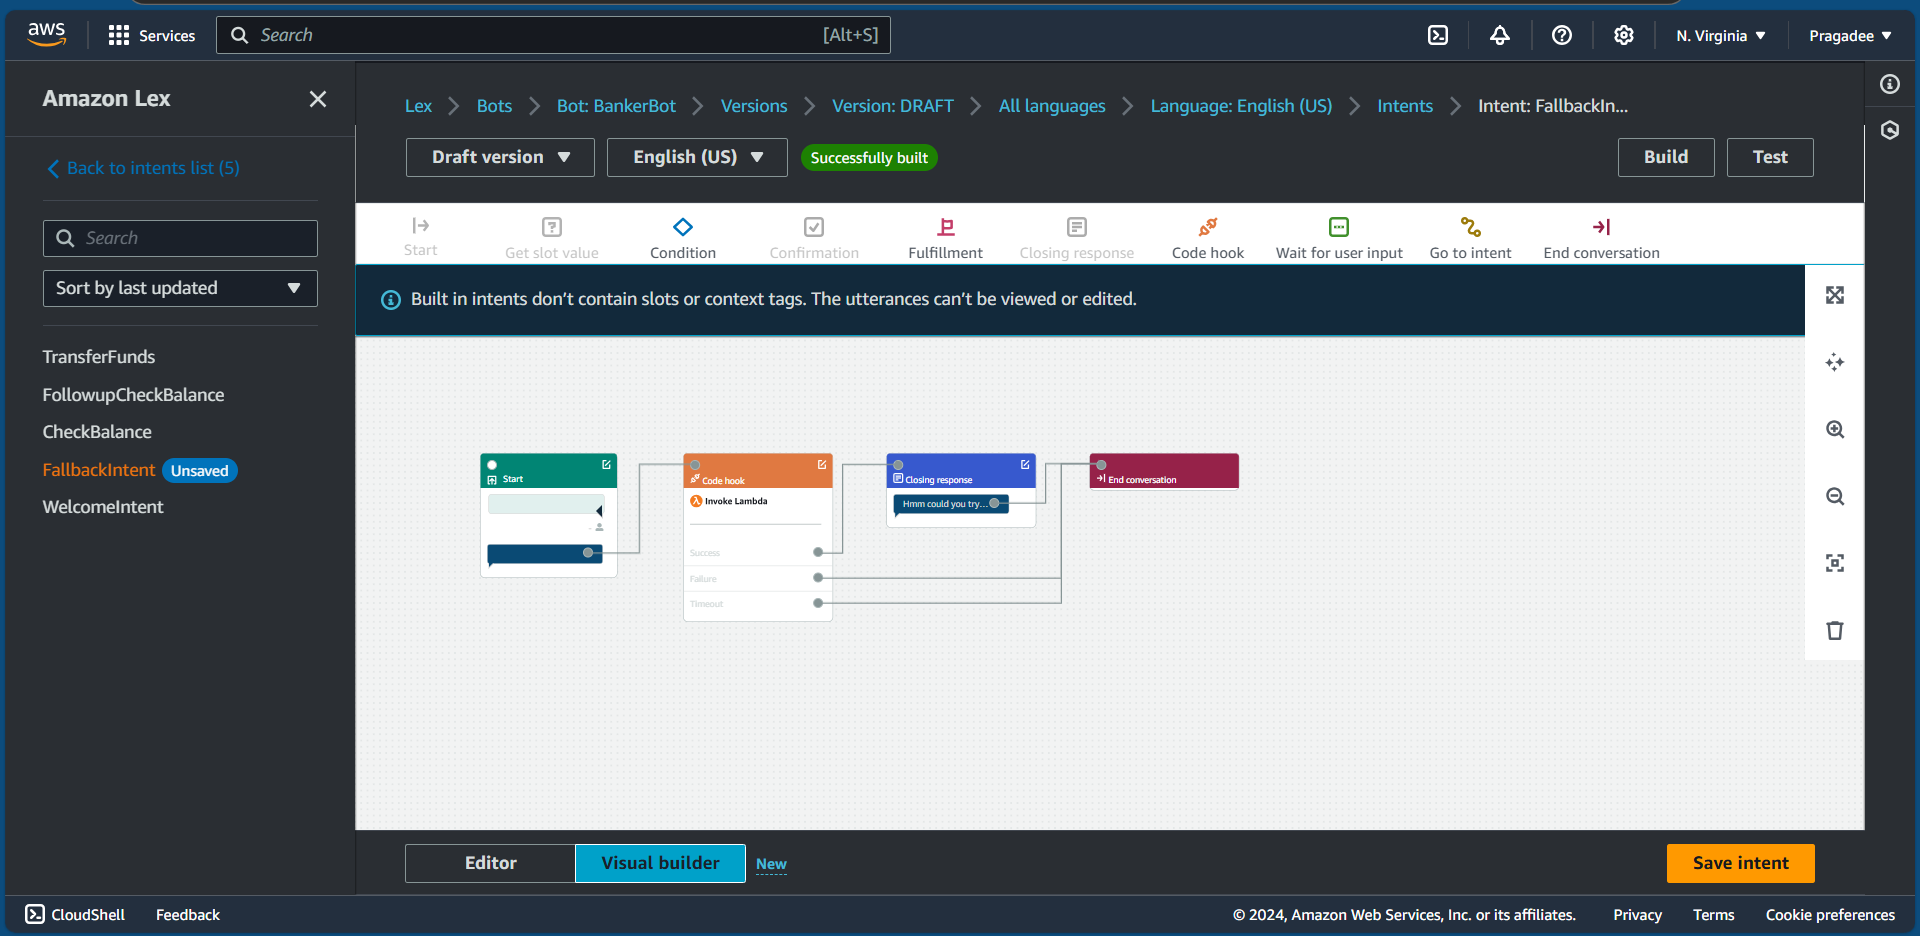 aws
Services
Search
[Alt+S]
N. Virginia
Pragadee
Amazon Lex
Lex
Bots
Bot: BankerBot
Versions
Version: DRAFT
All languages
Language: English (US)
Intents
Intent: FallbackIn...
Draft version
English (US)
Successfully built
Build
Test
Back to intents list (5)
Search
Sort by last updated
TransferFunds
FollowupCheckBalance
CheckBalance
FallbackIntent
Unsaved
WelcomeIntent
Start
Get slot value
Condition
Confirmation
Fulfillment
Closing response
Code hook
Wait for user input
Go to intent
End conversation
Built in intents don't contain slots or context tags. The utterances can't be viewed or edited.
Start
Code hook
Invoke Lambda
Success
Failure
Timeout
Closing response
Hmm could you try...
End conversation
Editor
Visual builder
New
Save intent
CloudShell
Feedback
© 2024, Amazon Web Services, Inc. or its affiliates.
Privacy
Terms
Cookie preferences